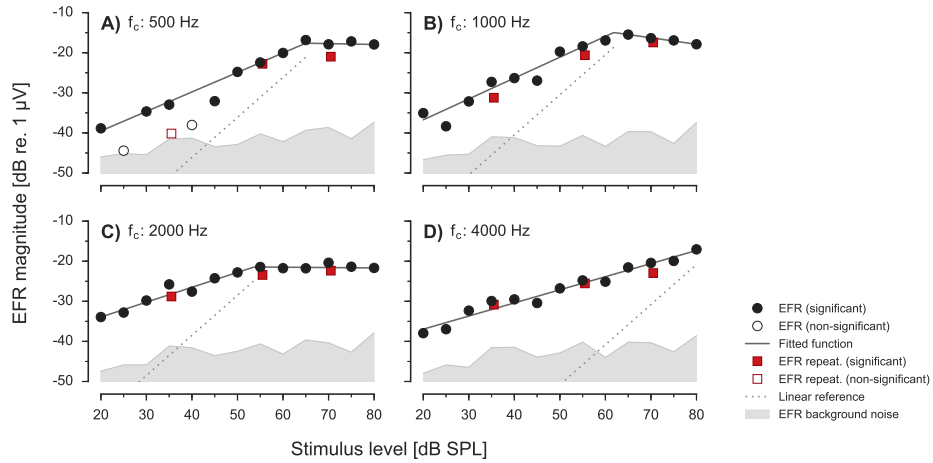 A) fc: 500 Hz
B) fc: 1000 Hz
-10
-20
-30
-40
-50
EFR magnitude [dB re. 1 µV]
C) fc: 2000 Hz
D) fc: 4000 Hz
-10
-20
-30
-40
-50
20 30 40 50 60 70 80
20 30 40 50 60 70 80
Stimulus level [dB SPL]
EFR (significant)
EFR (non-significant)
Fitted function
EFR repeat. (significant)
EFR repeat. (non-significant)
Linear reference
EFR background noise